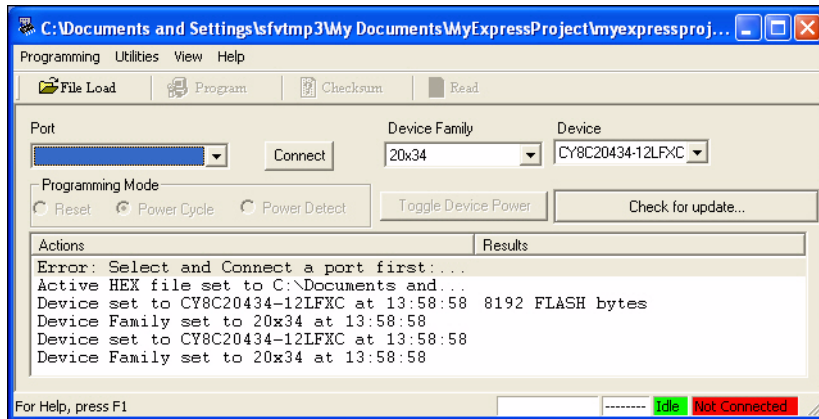 C:\Documents and Settings\sfvtmp3\My Documents\MyExpressProject\myexpressproj...
Programming Utilities View Help
File Load Program Checksum Read
Port Device Family Device
Connect 20x34 CY8C20434-12LFXC
Programming Mode
Reset Power Cycle Power Detect Toggle Device Power Check for update...
Actions Results
Error: Select and Connect a port first:...
Active HEX file set to C:\Documents and...
Device set to CY8C20434-12LFXC at 13:58:58 8192 FLASH bytes
Device Family set to 20x34 at 13:58:58
Device set to CY8C20434-12LFXC at 13:58:58
Device Family set to 20x34 at 13:58:58
For Help, press F1 -------- Idle Not Connected